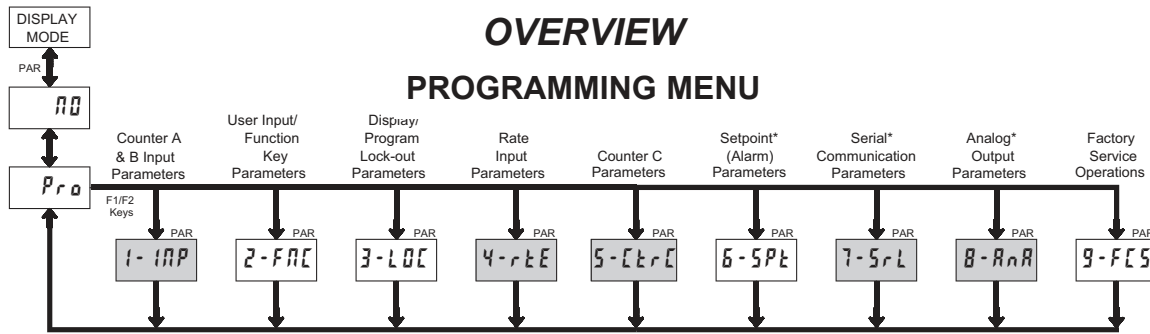 DISPLAY
MODE
OVERVIEW
PAR
PROGRAMMING MENU
NO
Counter A
& B Input
Parameters
User Input/
Function
Key
Parameters
Display/
Program
Lock-out
Parameters
Rate
Input
Parameters
Counter C
Parameters
Setpoint*
(Alarm)
Parameters
Serial*
Communication
Parameters
Analog*
Output
Parameters
Factory
Service
Operations
Pro
F1/F2
Keys
PAR PAR PAR PAR PAR PAR PAR PAR PAR
1-INP 2-FNC 3-LOC 4-rtE 5-CtrC 6-SPt 7-SrL 8-AnA 9-FCS